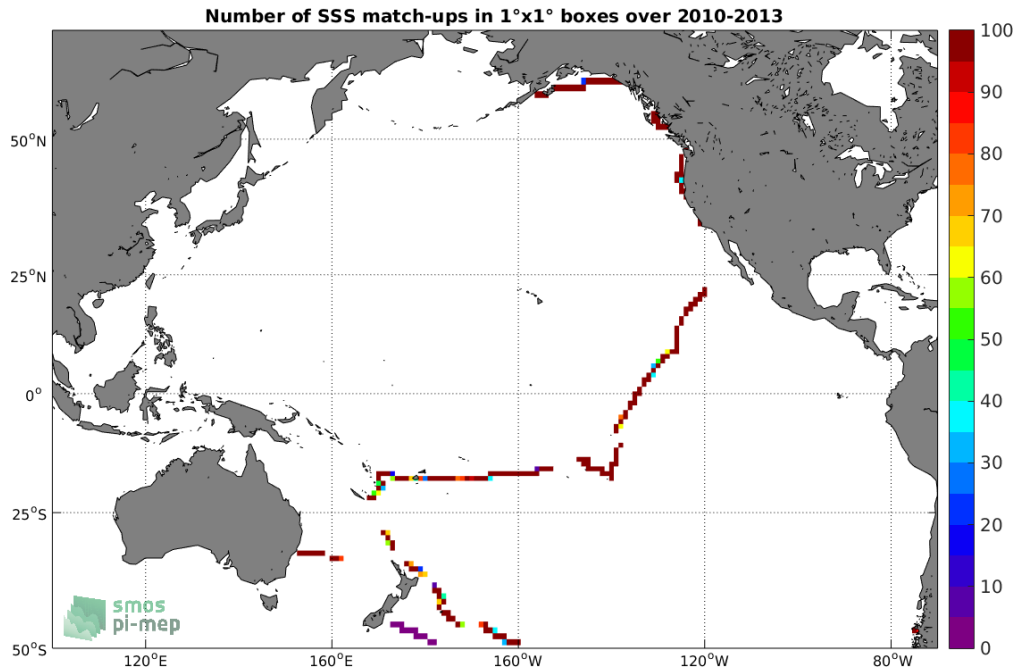 Number of SSS match-ups in 1°x1° boxes over 2010-2013
100
90
80
70
60
50
40
30
20
10
0
50°N
25°N
0°
25°S
50°S
120°E
160°E
160°W
120°W
80°W
smos
pi-mep